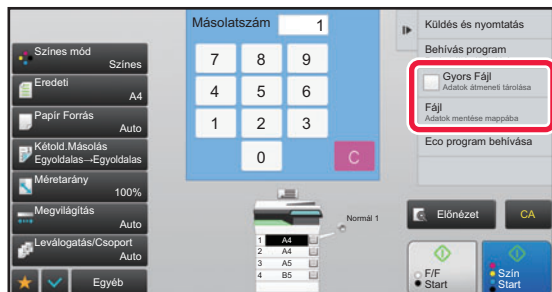 Másolatszám 1
Színes mód
Színes
Eredeti
A4
Papír Forrás
Auto
Kétold.Másolás
Egyoldalas→Egyoldalas
Méretarány
100%
Megvilágítás
Auto
Leválogatás/Csoport
Auto
Egyéb
7 8 9
4 5 6
1 2 3
0 C
Normál 1
1 A4
2 A4
3 A5
4 B5
Küldés és nyomtatás
Behívás program
Gyors Fájl
Adatok átmeneti tárolása
Fájl
Adatok mentése mappába
Eco program behívása
Előnézet
CA
F/F
Start
Szín
Start